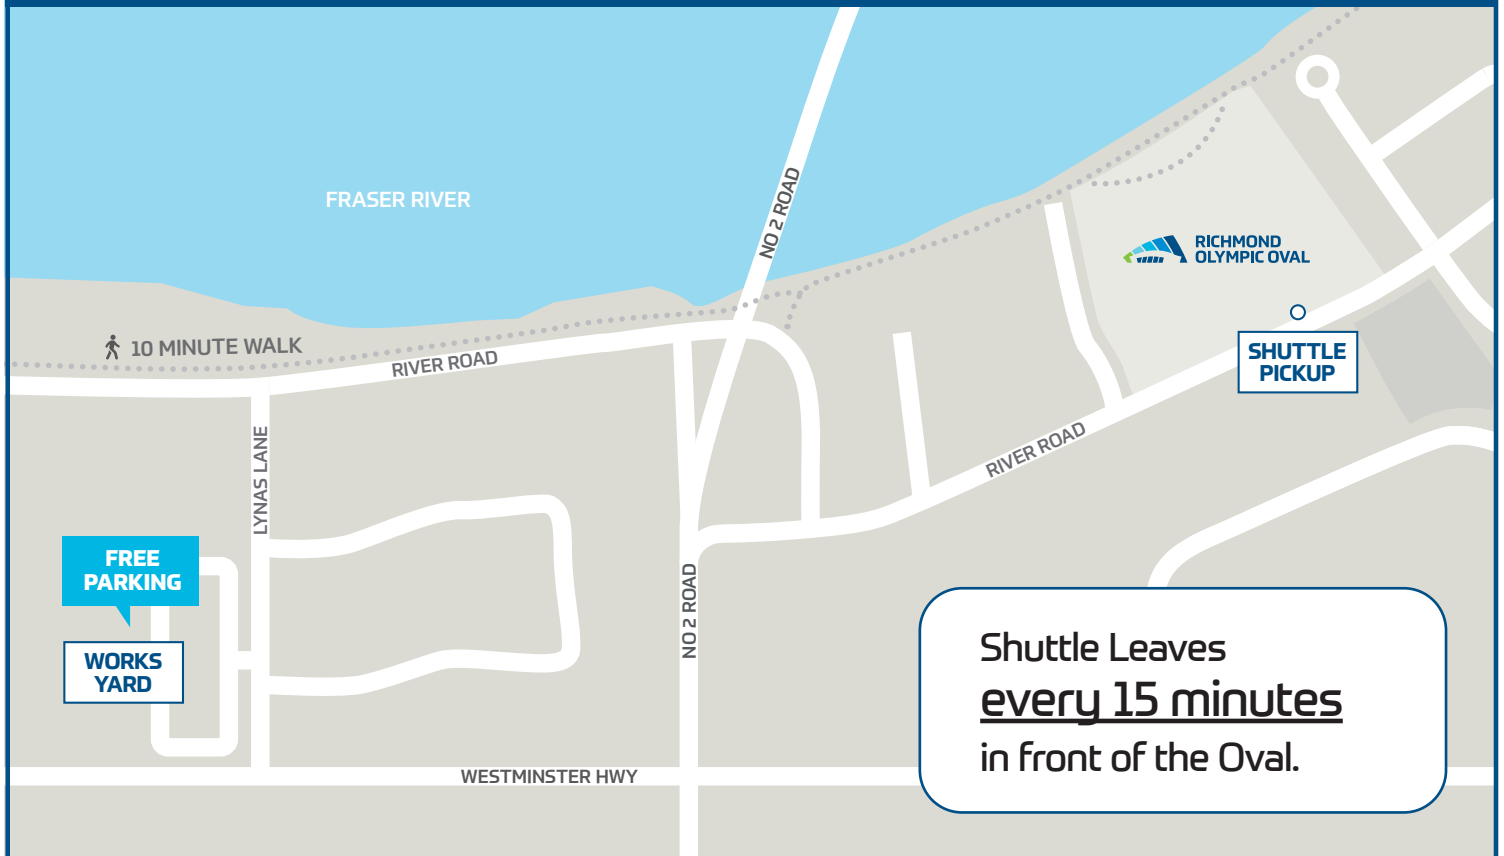 FRASER RIVER
NO 2 ROAD
RICHMOND
OLYMPIC OVAL
10 MINUTE WALK
RIVER ROAD
SHUTTLE
PICKUP
LYNAS LANE
RIVER ROAD
FREE
PARKING
NO 2 ROAD
WORKS
YARD
Shuttle Leaves
every 15 minutes
in front of the Oval.
WESTMINSTER HWY